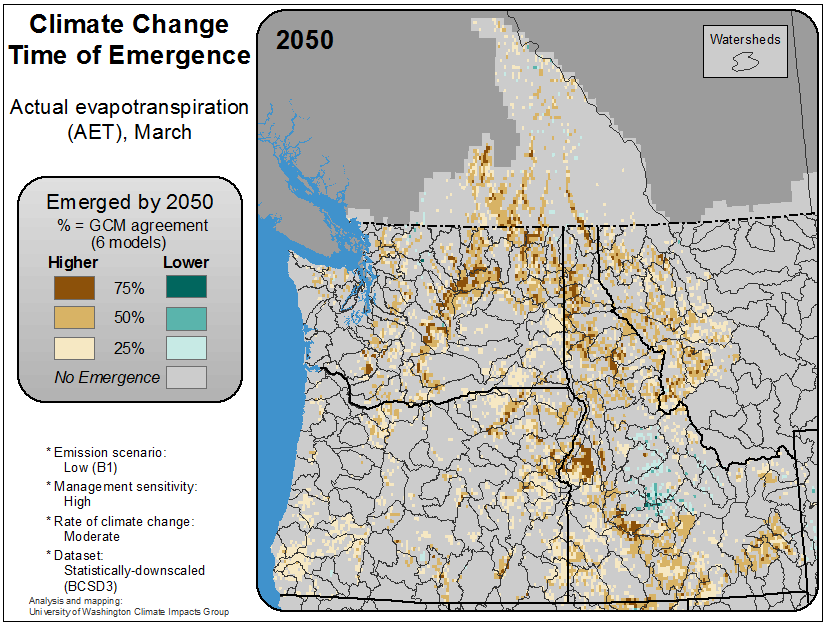 Climate Change
Time of Emergence
Actual evapotranspiration
(AET), March
Emerged by 2050
% = GCM agreement
(6 models)
Higher Lower
75%
50%
25%
No Emergence
* Emission scenario:
Low (B1)
* Management sensitivity:
High
* Rate of climate change:
Moderate
* Dataset:
Statistically-downscaled
(BCSD3)
Analysis and mapping:
University of Washington Climate Impacts Group
2050
Watersheds